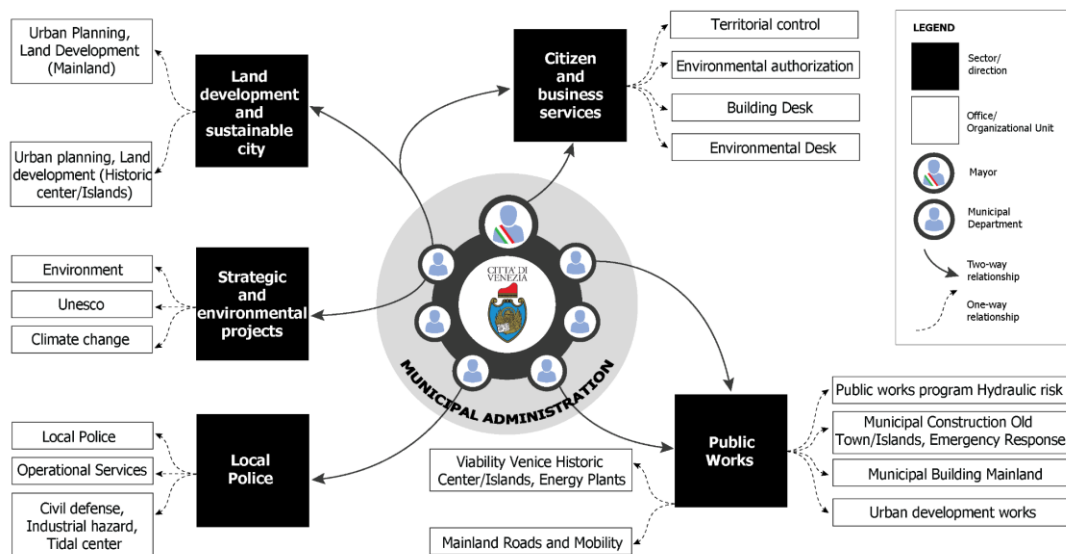 Urban Planning,
Land Development
(Mainland)
Urban planning, Land
development (Historic
center/Islands)
Land
development
and
sustainable
city
Citizen
and
business
services
Territorial control
Environmental authorization
Building Desk
Environmental Desk
LEGEND
Sector/
direction
Office/
Organizational Unit
Mayor
Municipal
Department
Two-way
relationship
One-way
relationship
Environment
Unesco
Climate change
Strategic
and
environmental
projects
CITTA' DI
VENEZIA
MUNICIPAL ADMINISTRATION
Local Police
Operational Services
Civil defense,
Industrial hazard,
Tidal center
Local
Police
Viability Venice Historic
Center/Islands, Energy Plants
Mainland Roads and Mobility
Public
Works
Public works program Hydraulic risk
Municipal Construction Old
Town/Islands, Emergency Response
Municipal Building Mainland
Urban development works